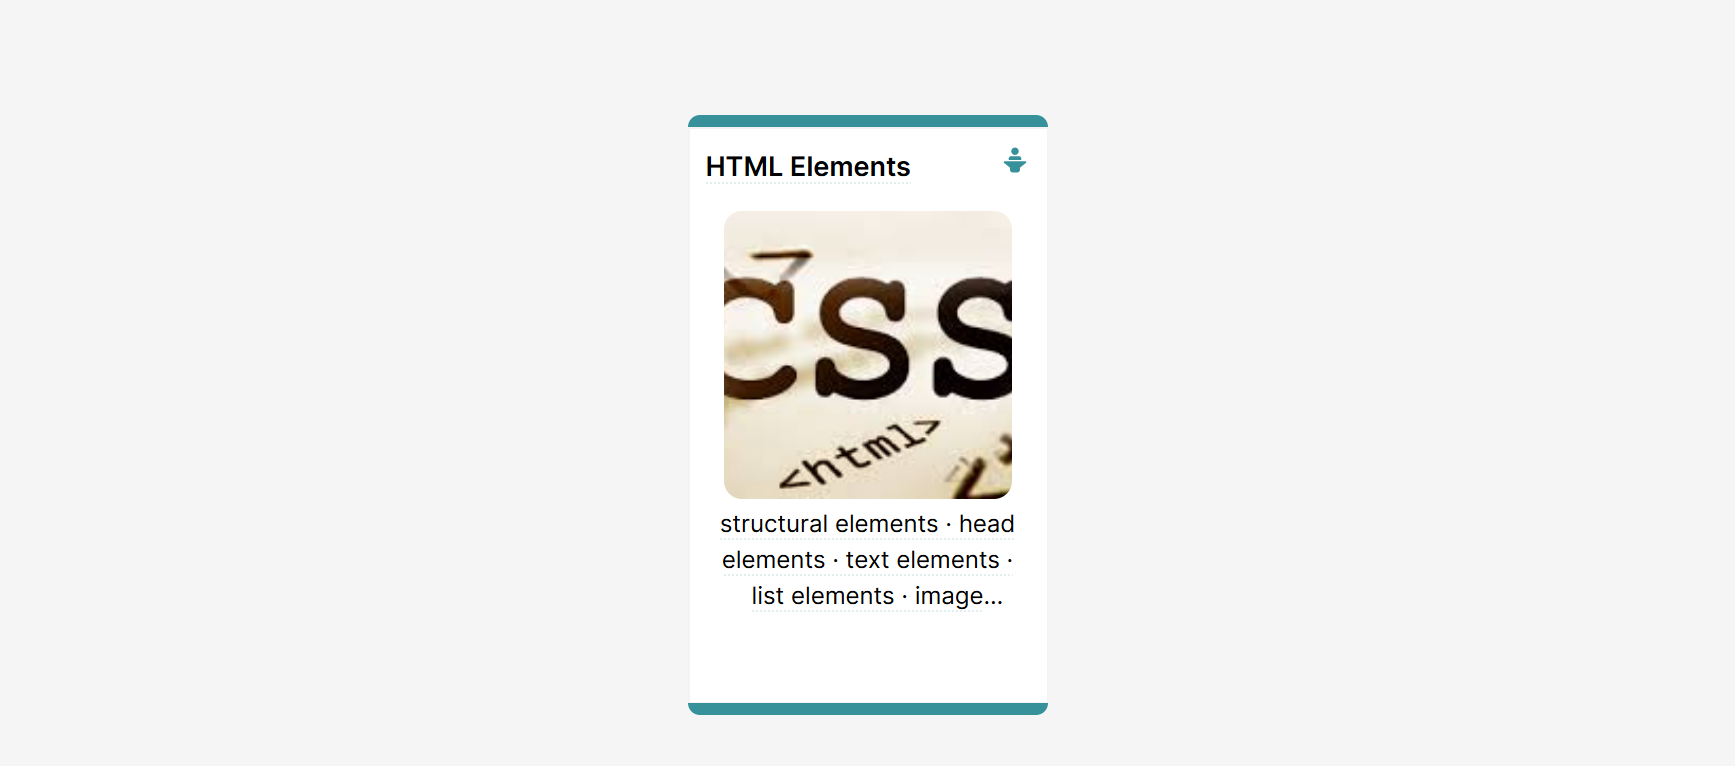 HTML Elements
css
<html>
structural elements · head
elements · text elements ·
list elements · image...